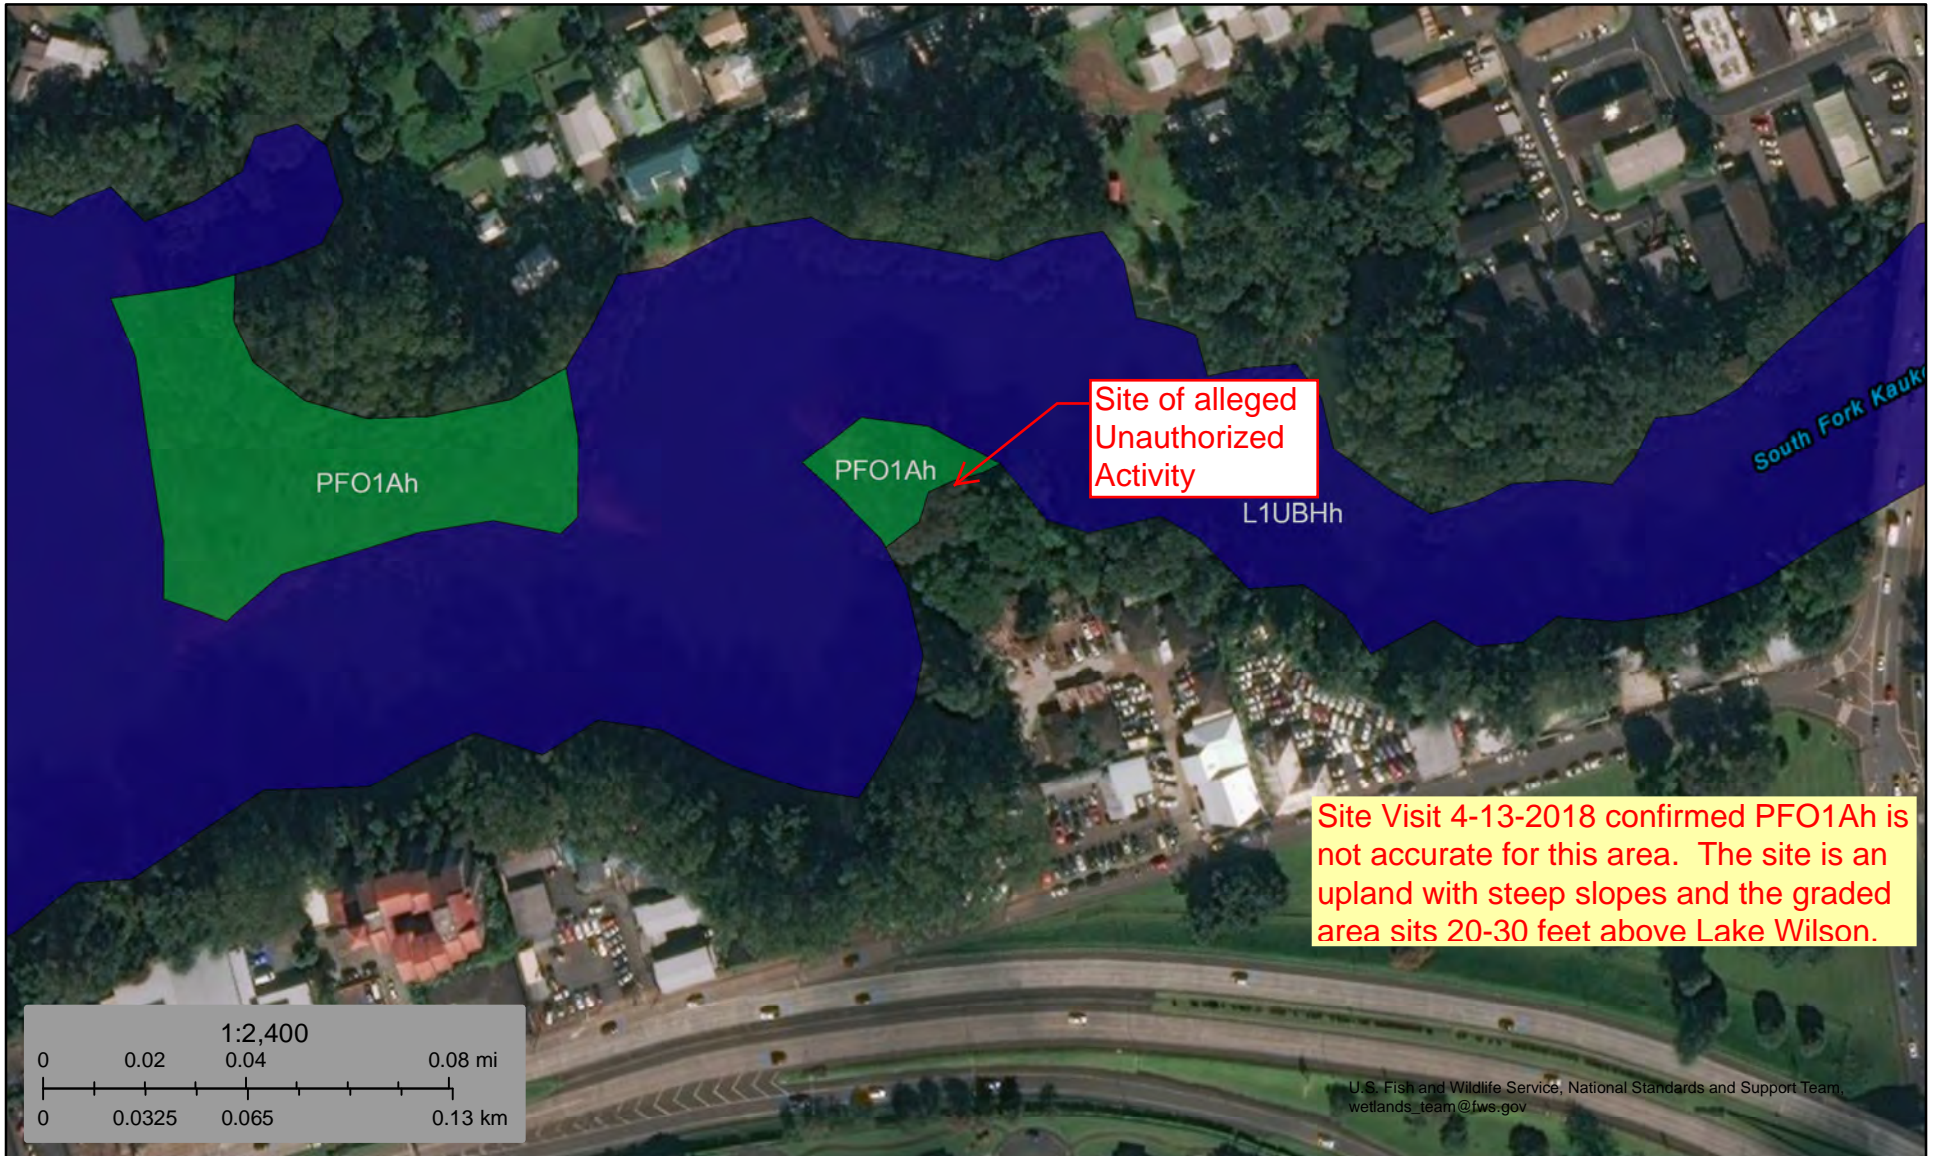 South Fork Kauko
Site of alleged
Unauthorized
Activity
PFO1Ah
PFO1Ah
L1UBHh
Site Visit 4-13-2018 confirmed PFO1Ah is
not accurate for this area. The site is an
upland with steep slopes and the graded
area sits 20-30 feet above Lake Wilson.
1:2,400
0 0.02 0.04 0.08 mi
0 0.0325 0.065 0.13 km
U.S. Fish and Wildlife Service, National Standards and Support Team,
wetlands_team@fws.gov